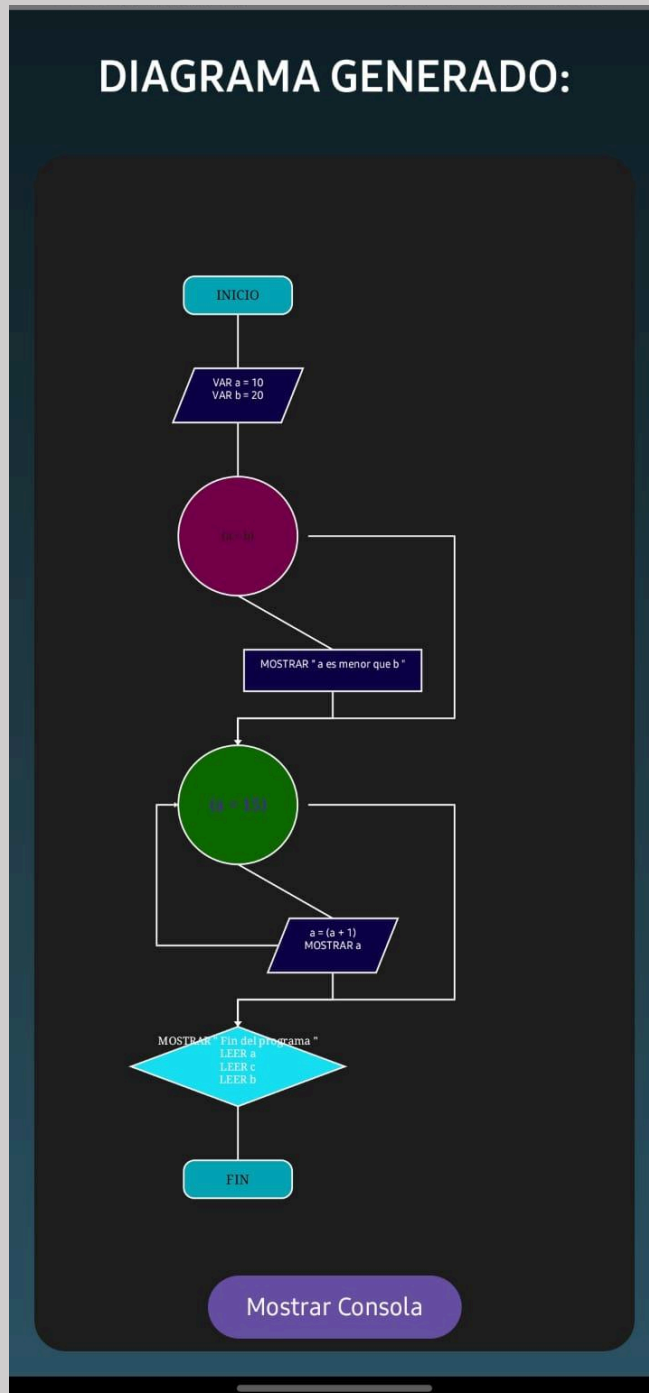 DIAGRAMA GENERADO:
INICIO
VAR a = 10
VAR b = 20
MOSTRAR " a es menor que b "
a = (a + 1)
MOSTRAR a
MOSTRAR " Fin del programa "
LEER a
LEER c
LEER b
FIN
Mostrar Consola